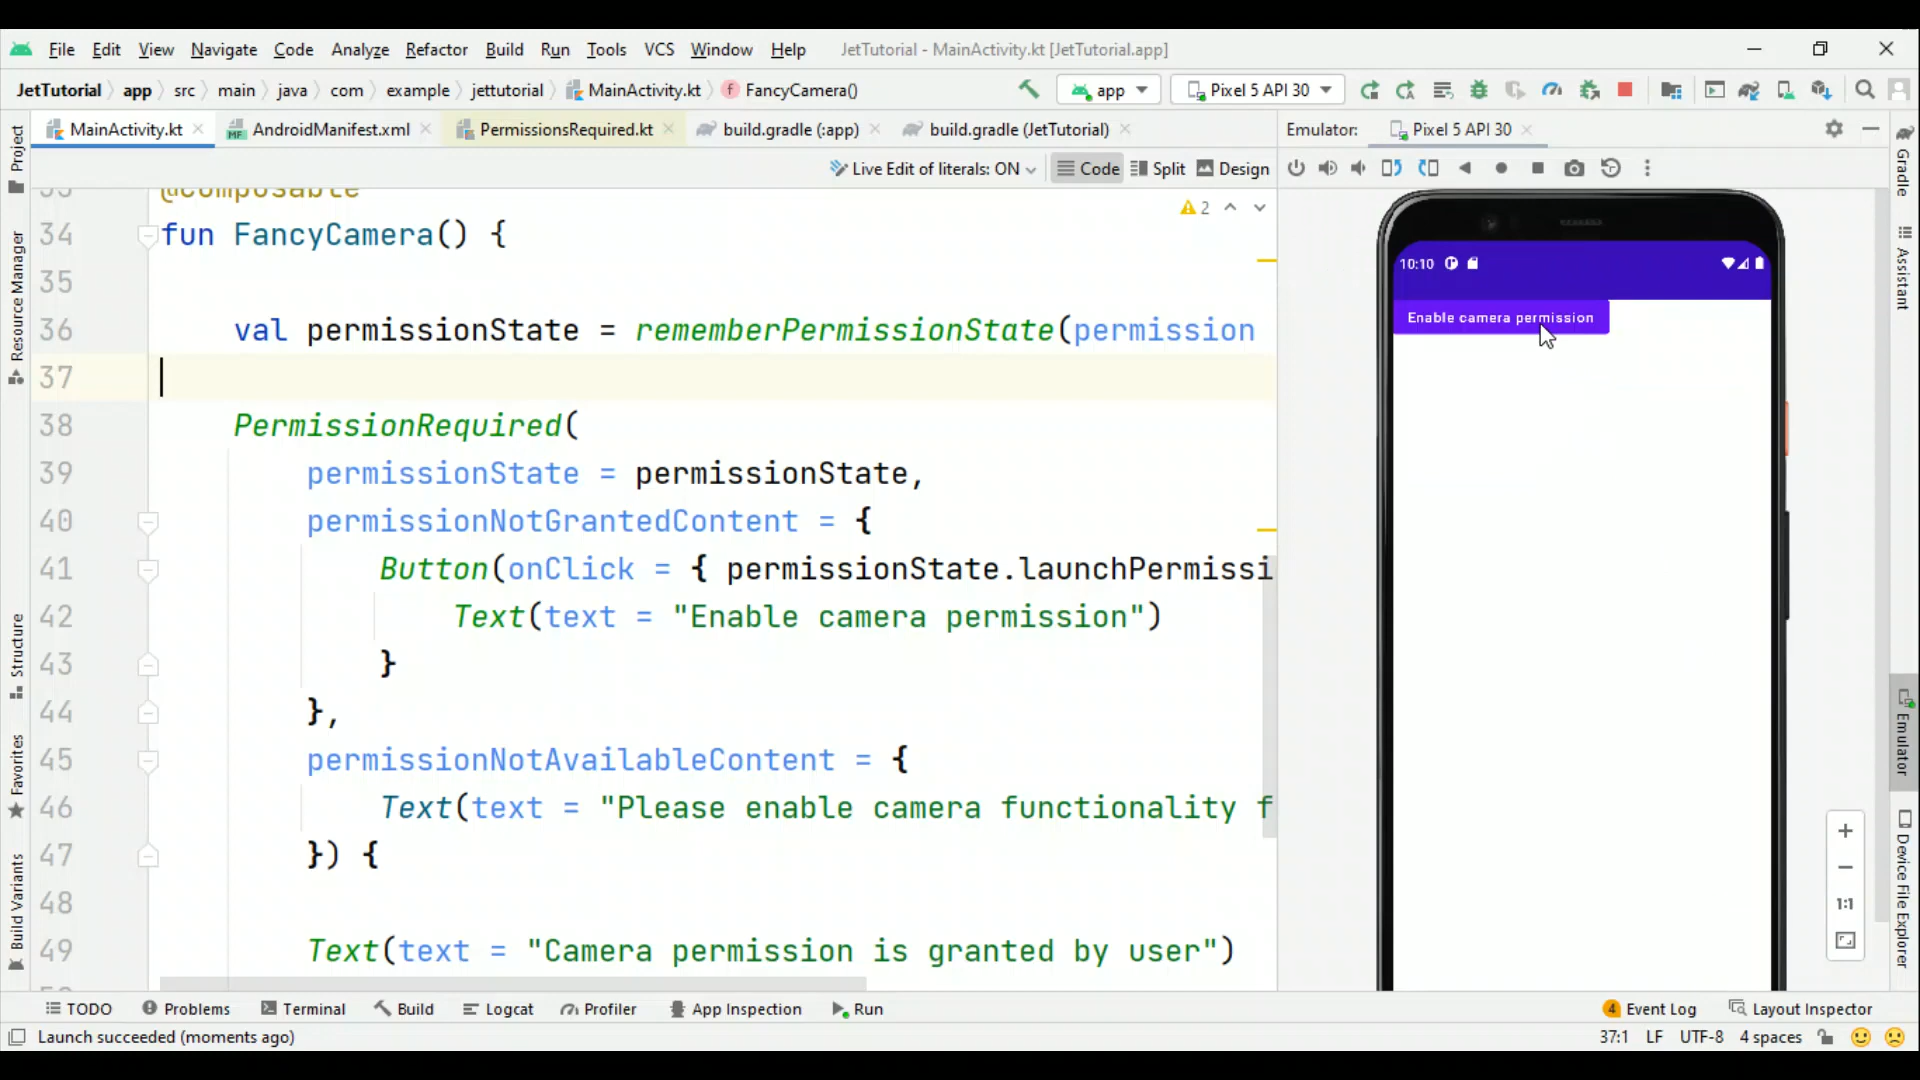 File Edit View Navigate Code Analyze Refactor Build Run Tools VCS Window Help JetTutorial - MainActivity.kt [JetTutorial.app]
JetTutorial app src main java com example jettutorial MainActivity.kt FancyCamera() app Pixel 5 API 30
MainActivity.kt AndroidManifest.xml PermissionsRequired.kt build.gradle (:app) build.gradle (JetTutorial) Emulator: Pixel 5 API 30
Live Edit of literals: ON Code Split Design
@Composable
2
34 fun FancyCamera() {
35
36 val permissionState = rememberPermissionState(permission
37
38 PermissionRequired(
39 permissionState = permissionState,
40 permissionNotGrantedContent = {
41 Button(onClick = { permissionState.launchPermissi
42 Text(text = "Enable camera permission")
43 }
44 },
45 permissionNotAvailableContent = {
46 Text(text = "Please enable camera functionality f
47 }) {
48
49 Text(text = "Camera permission is granted by user")
10:10
Enable camera permission
1:1
Project
Resource Manager
Structure
Favorites
Build Variants
Gradle
Assistant
Emulator
Device File Explorer
TODO Problems Terminal Build Logcat Profiler App Inspection Run 4 Event Log Layout Inspector
Launch succeeded (moments ago) 37:1 LF UTF-8 4 spaces